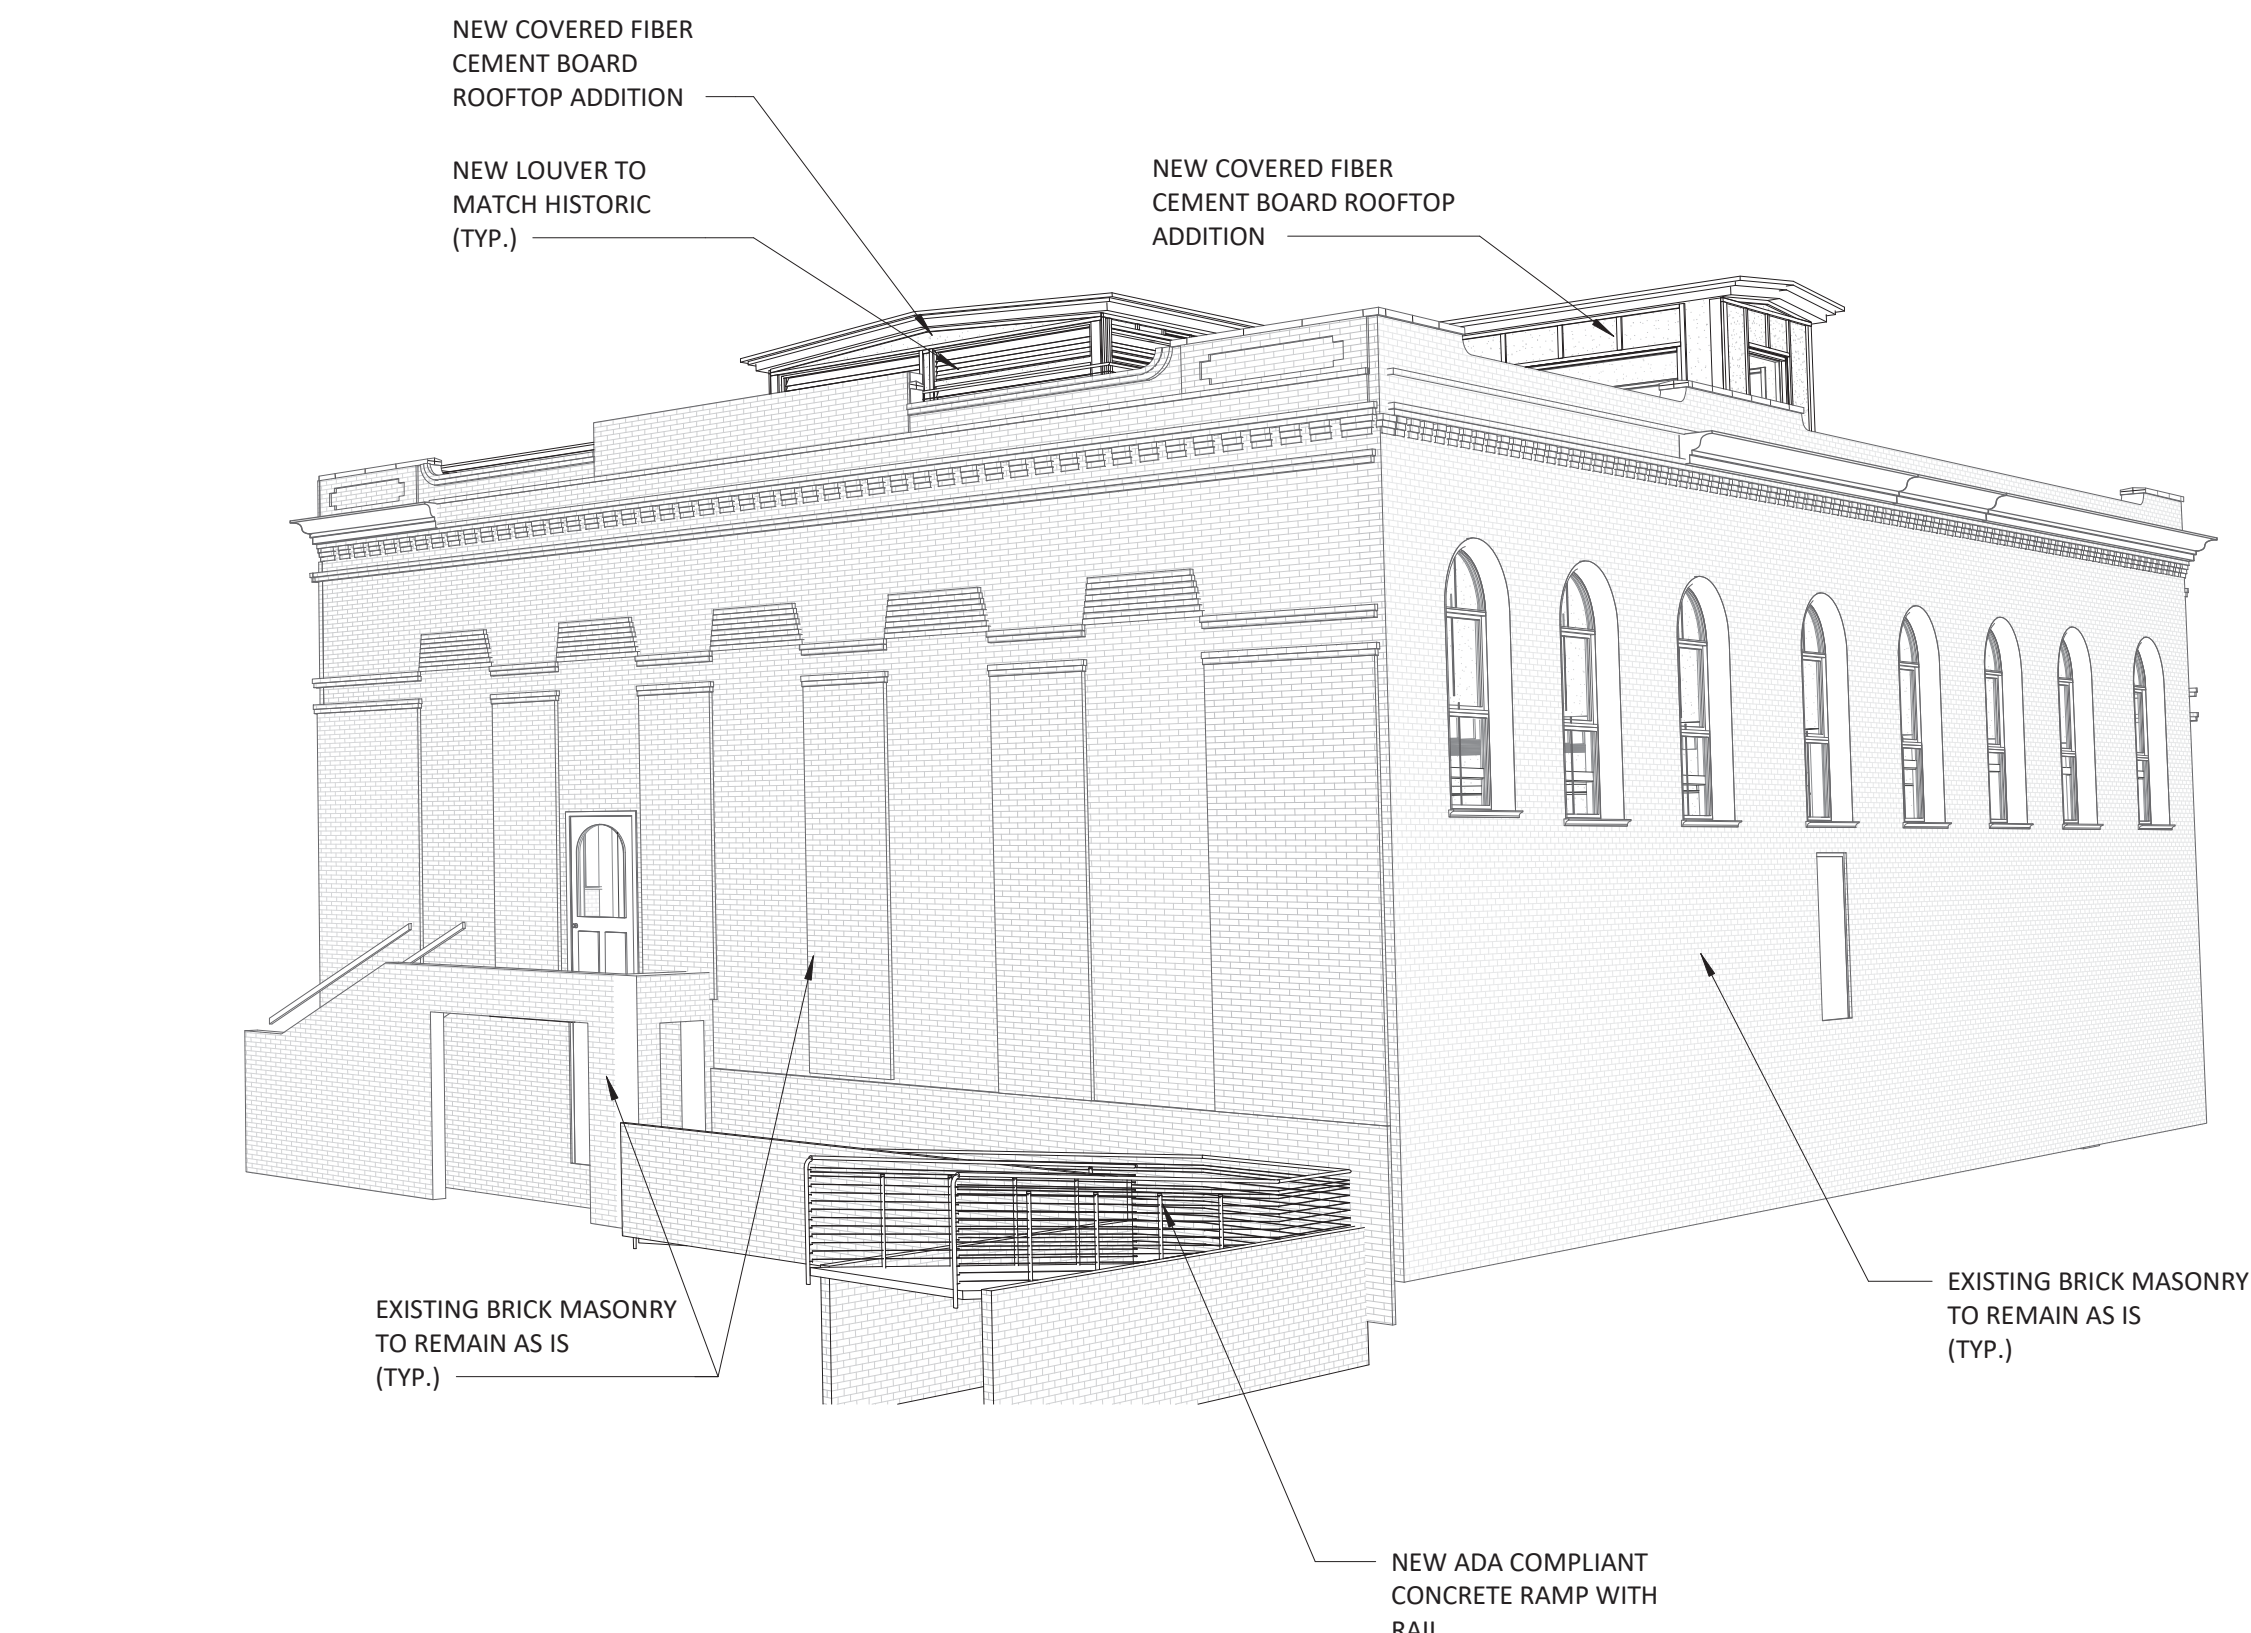 NEW COVERED FIBER
CEMENT BOARD
ROOFTOP ADDITION
NEW LOUVER TO
MATCH HISTORIC
(TYP.)
NEW COVERED FIBER
CEMENT BOARD ROOFTOP
ADDITION
EXISTING BRICK MASONRY
TO REMAIN AS IS
(TYP.)
EXISTING BRICK MASONRY
TO REMAIN AS IS
(TYP.)
NEW ADA COMPLIANT
CONCRETE RAMP WITH
RAIL